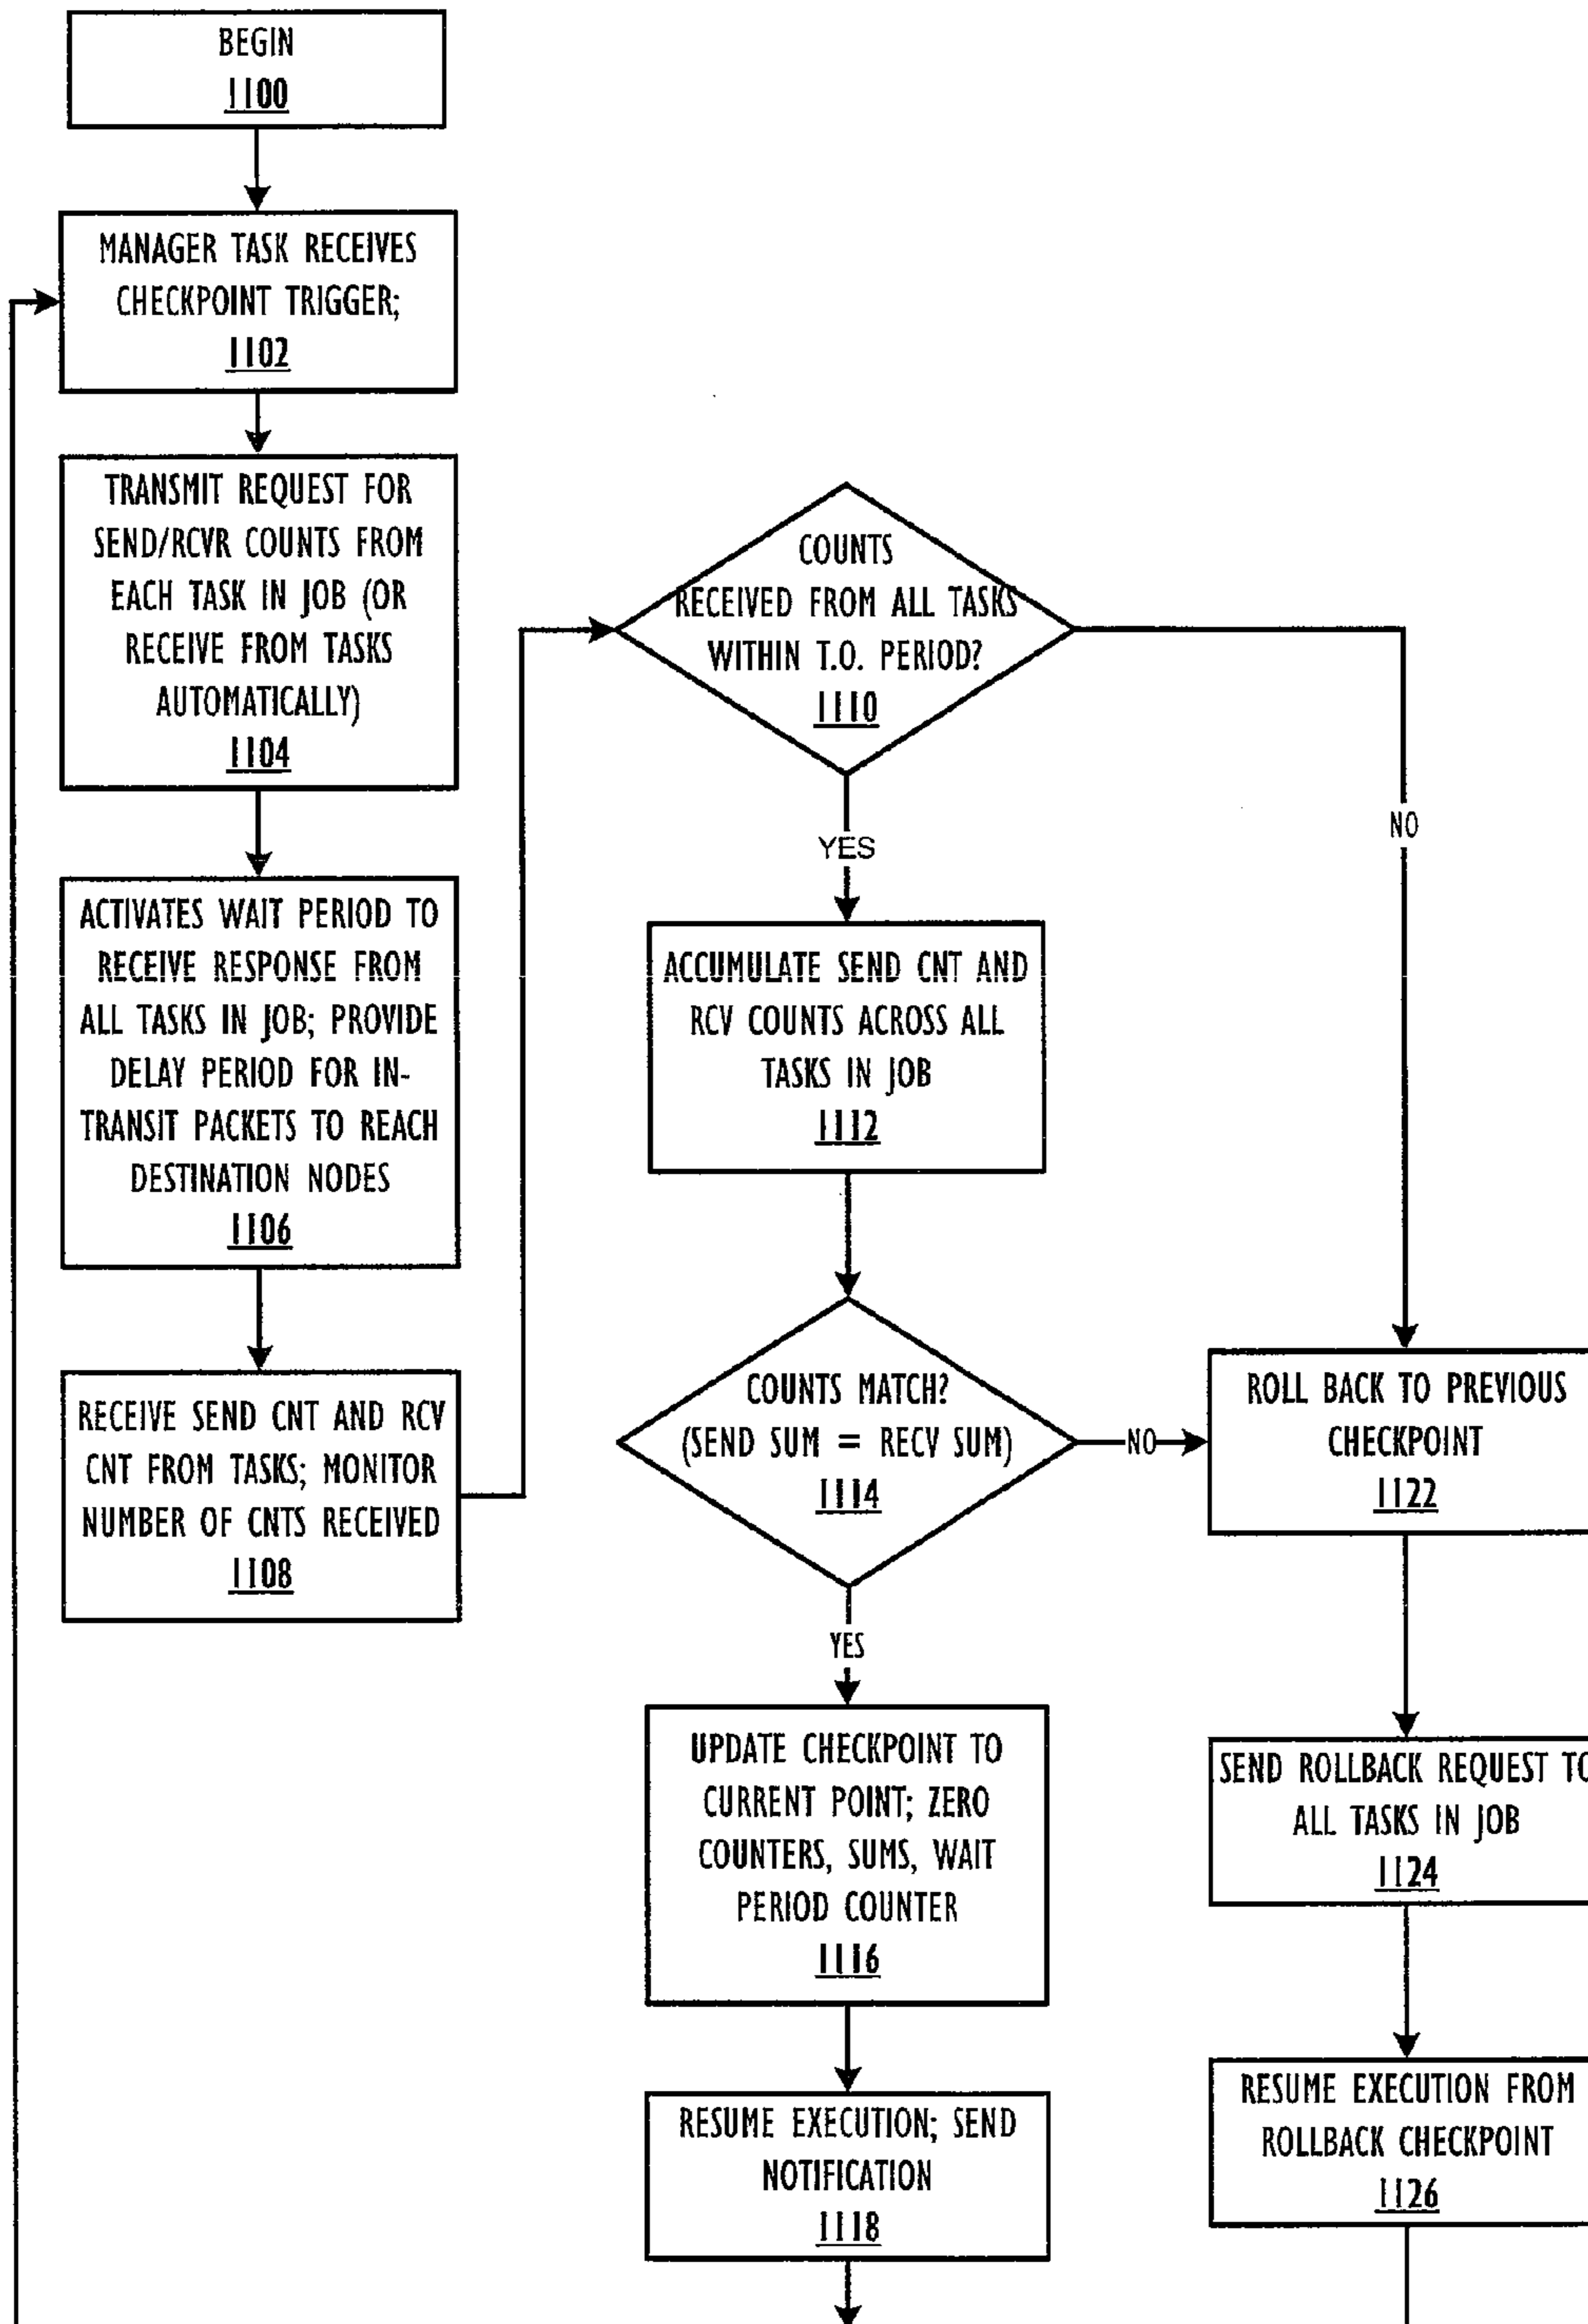 BEGIN
1100
MANAGER TASK RECEIVES
CHECKPOINT TRIGGER;
1102
TRANSMIT REQUEST FOR
SEND/RCVR COUNTS FROM
EACH TASK IN JOB (OR
RECEIVE FROM TASKS
AUTOMATICALLY)
1104
ACTIVATES WAIT PERIOD TO
RECEIVE RESPONSE FROM
ALL TASKS IN JOB; PROVIDE
DELAY PERIOD FOR IN-
TRANSIT PACKETS TO REACH
DESTINATION NODES
1106
RECEIVE SEND CNT AND RCV
CNT FROM TASKS; MONITOR
NUMBER OF CNTS RECEIVED
1108
COUNTS
RECEIVED FROM ALL TASKS
WITHIN T.O. PERIOD?
1110
YES
NO
ACCUMULATE SEND CNT AND
RCV COUNTS ACROSS ALL
TASKS IN JOB
1112
COUNTS MATCH?
(SEND SUM = RECV SUM)
1114
NO
YES
UPDATE CHECKPOINT TO
CURRENT POINT; ZERO
COUNTERS, SUMS, WAIT
PERIOD COUNTER
1116
RESUME EXECUTION; SEND
NOTIFICATION
1118
ROLL BACK TO PREVIOUS
CHECKPOINT
1122
SEND ROLLBACK REQUEST TO
ALL TASKS IN JOB
1124
RESUME EXECUTION FROM
ROLLBACK CHECKPOINT
1126